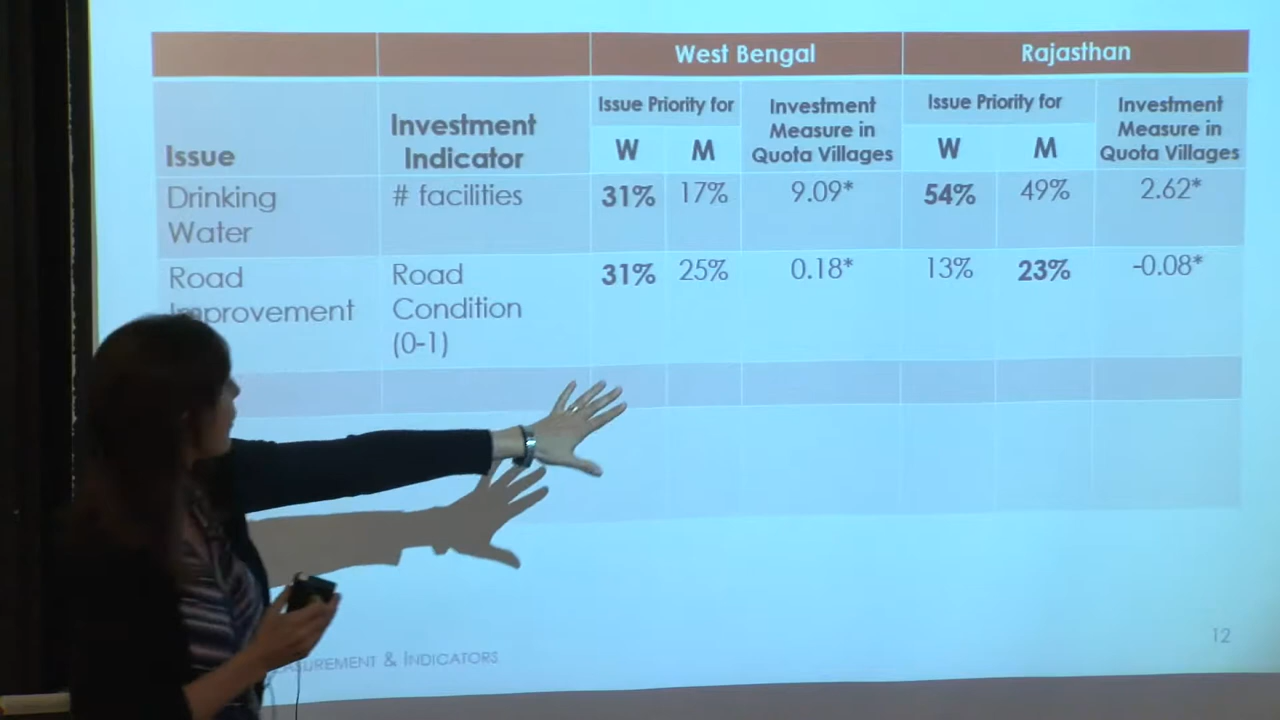 West Bengal Rajasthan
Issue Investment Indicator Issue Priority for W M Investment Measure in Quota Villages Issue Priority for W M Investment Measure in Quota Villages
Drinking Water # facilities 31% 17% 9.09* 54% 49% 2.62*
Road Improvement Road Condition (0-1) 31% 25% 0.18* 13% 23% -0.08*
& INDICATORS
12